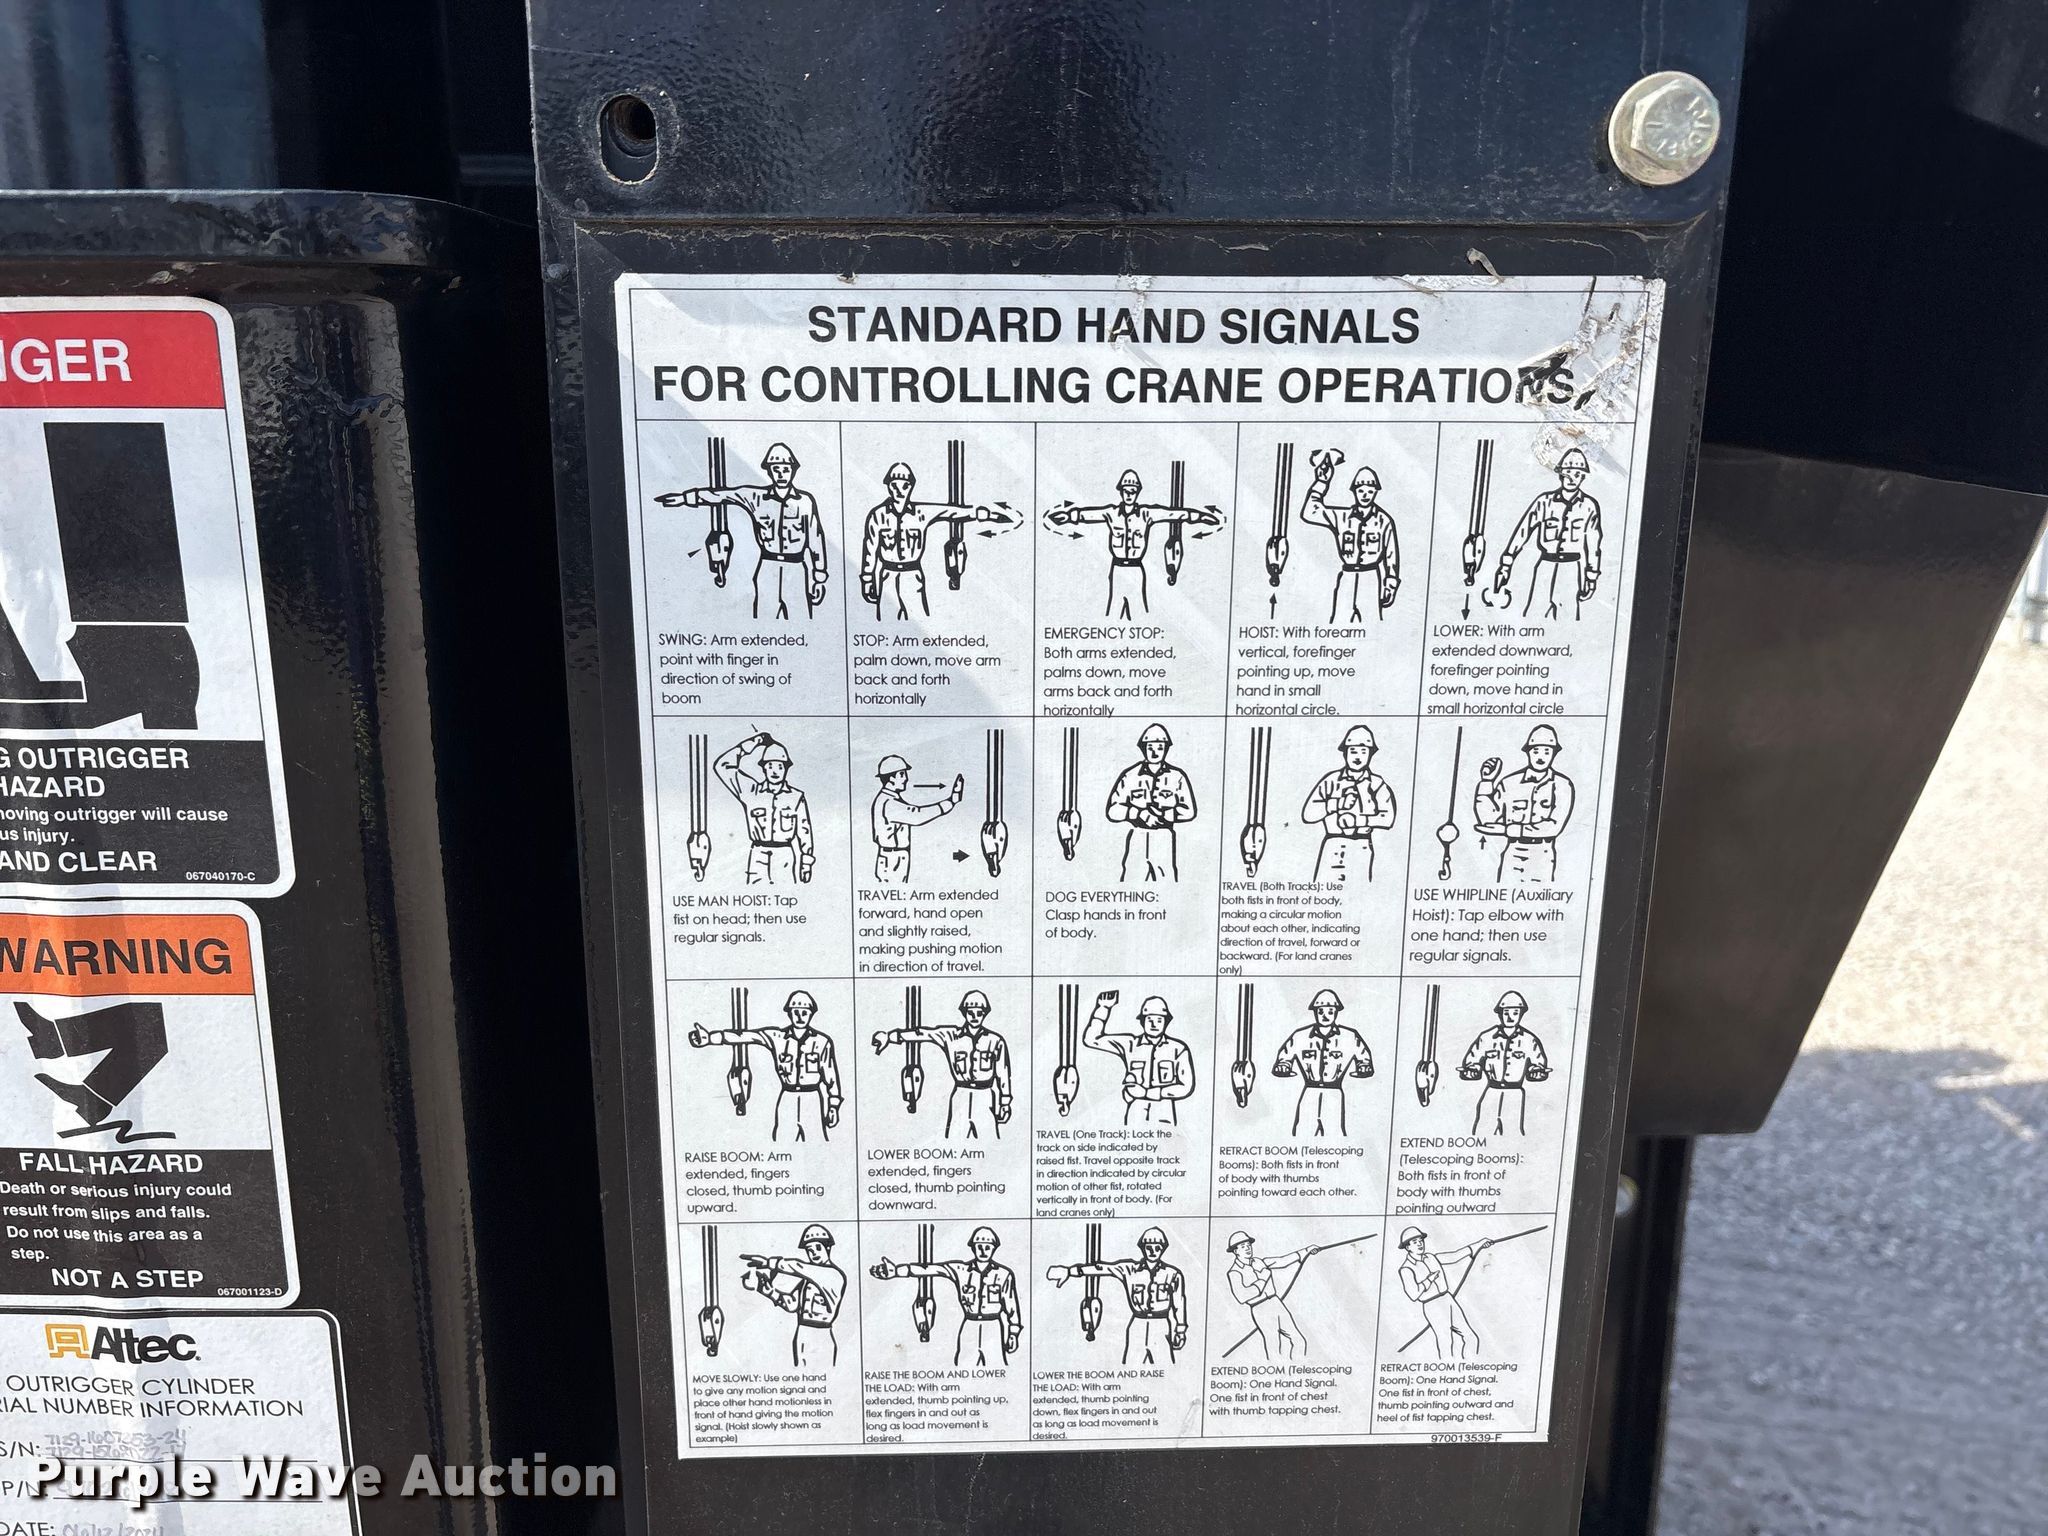 STANDARD HAND SIGNALS
FOR CONTROLLING CRANE OPERATIONS
SWING: Arm extended,
point with finger in
direction of swing of
boom
STOP: Arm extended,
palm down, move arm
back and forth
horizontally
EMERGENCY STOP:
Both arms extended,
palms down, move
arms back and forth
horizontally
HOIST: With forearm
vertical, forefinger
pointing up, move
hand in small
horizontal circle.
LOWER: With arm
extended downward,
forefinger pointing
down, move hand in
small horizontal circle
USE MAN HOIST: Tap
fist on head; then use
regular signals.
TRAVEL: Arm extended
forward, hand open
and slightly raised,
making pushing motion
in direction of travel.
DOG EVERYTHING:
Clasp hands in front
of body.
TRAVEL (Both Tracks): Use
both fists in front of body,
making a circular motion
about each other, indicating
direction of travel, forward or
backward. (For land cranes
only)
USE WHIPLINE (Auxiliary
Hoist): Tap elbow with
one hand; then use
regular signals.
RAISE BOOM: Arm
extended, fingers
closed, thumb pointing
upward.
LOWER BOOM: Arm
extended, fingers
closed, thumb pointing
downward.
TRAVEL (One Track): Lock the
track on side indicated by
raised fist. Travel opposite track
in direction indicated by circular
motion of other fist, rotated
vertically in front of body. (For
land cranes only)
RETRACT BOOM (Telescoping
Booms): Both fists in front
of body with thumbs
pointing toward each other.
EXTEND BOOM
(Telescoping Booms):
Both fists in front of
body with thumbs
pointing outward
MOVE SLOWLY: Use one hand
to give any motion signal and
place other hand motionless in
front of hand giving the motion
signal. (Hoist slowly shown as
example)
RAISE THE BOOM AND LOWER
THE LOAD: With arm
extended, thumb pointing up,
flex fingers in and out as
long as load movement is
desired.
LOWER THE BOOM AND RAISE
THE LOAD: With arm
extended, thumb pointing
down, flex fingers in and out
as long as load movement is
desired.
EXTEND BOOM (Telescoping
Boom): One Hand Signal.
One fist in front of chest
with thumb tapping chest.
RETRACT BOOM (Telescoping
Boom): One Hand Signal.
One fist in front of chest,
thumb pointing outward and
heel of fist tapping chest.
970013539-F
NGER
G OUTRIGGER
HAZARD
moving outrigger will cause
us injury.
AND CLEAR
067040170-C
WARNING
FALL HAZARD
Death or serious injury could
result from slips and falls.
Do not use this area as a
step.
NOT A STEP
067001123-D
Altec
OUTRIGGER CYLINDER
IAL NUMBER INFORMATION
S/N:
P/N:
DATE:
Purple Wave Auction